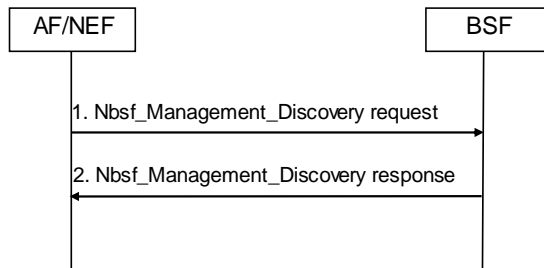 AF/NEF
BSF
1. Nbsf_Management_Discovery request
2. Nbsf_Management_Discovery response